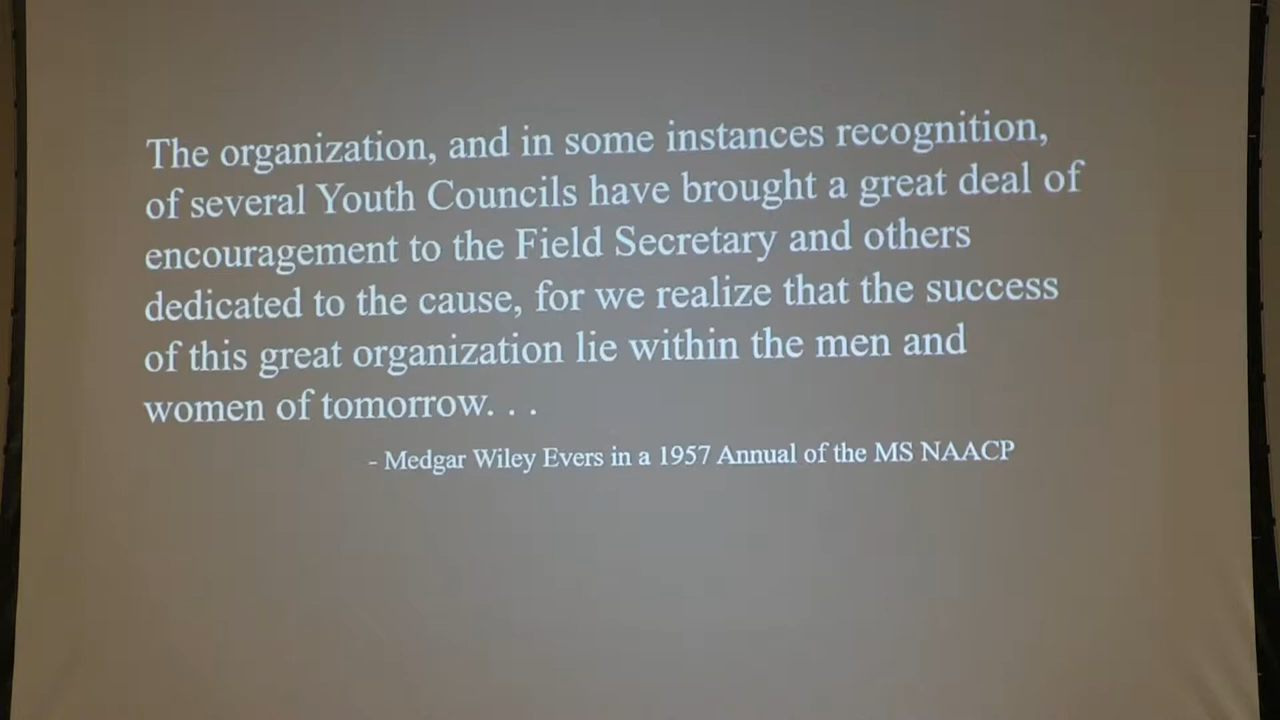 The organization, and in some instances recognition,
of several Youth Councils have brought a great deal of
encouragement to the Field Secretary and others
dedicated to the cause, for we realize that the success
of this great organization lie within the men and
women of tomorrow. . .
- Medgar Wiley Evers in a 1957 Annual of the MS NAACP